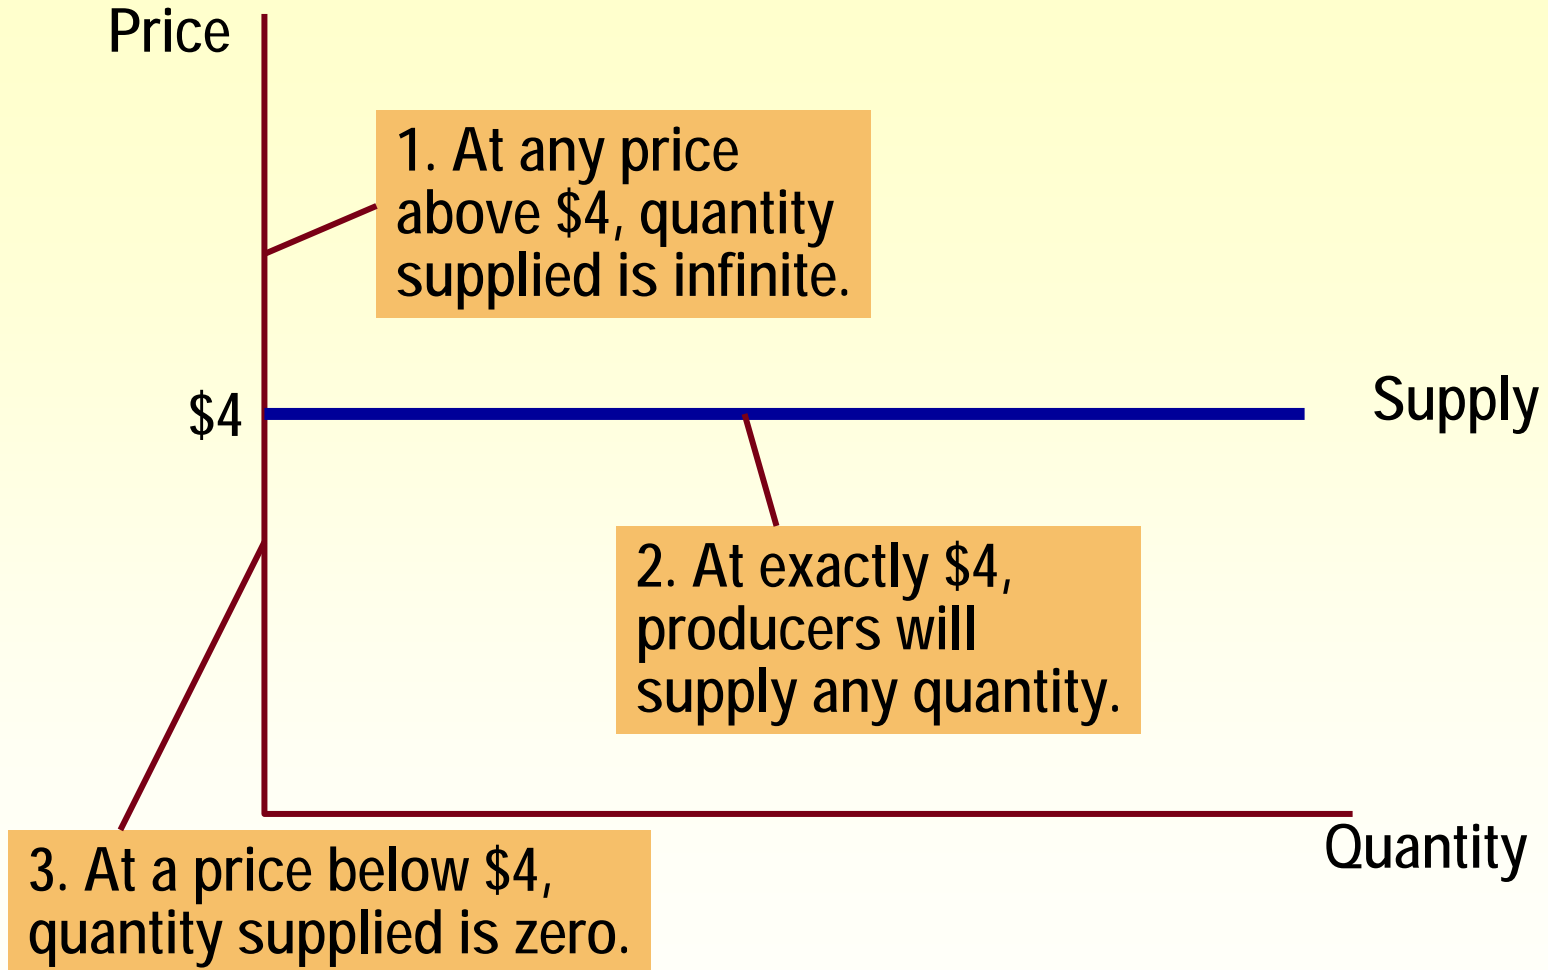 Price
1. At any price
above $4, quantity
supplied is infinite.
$4
Supply
2. At exactly $4,
producers will
supply any quantity.
Quantity
3. At a price below $4,
quantity supplied is zero.